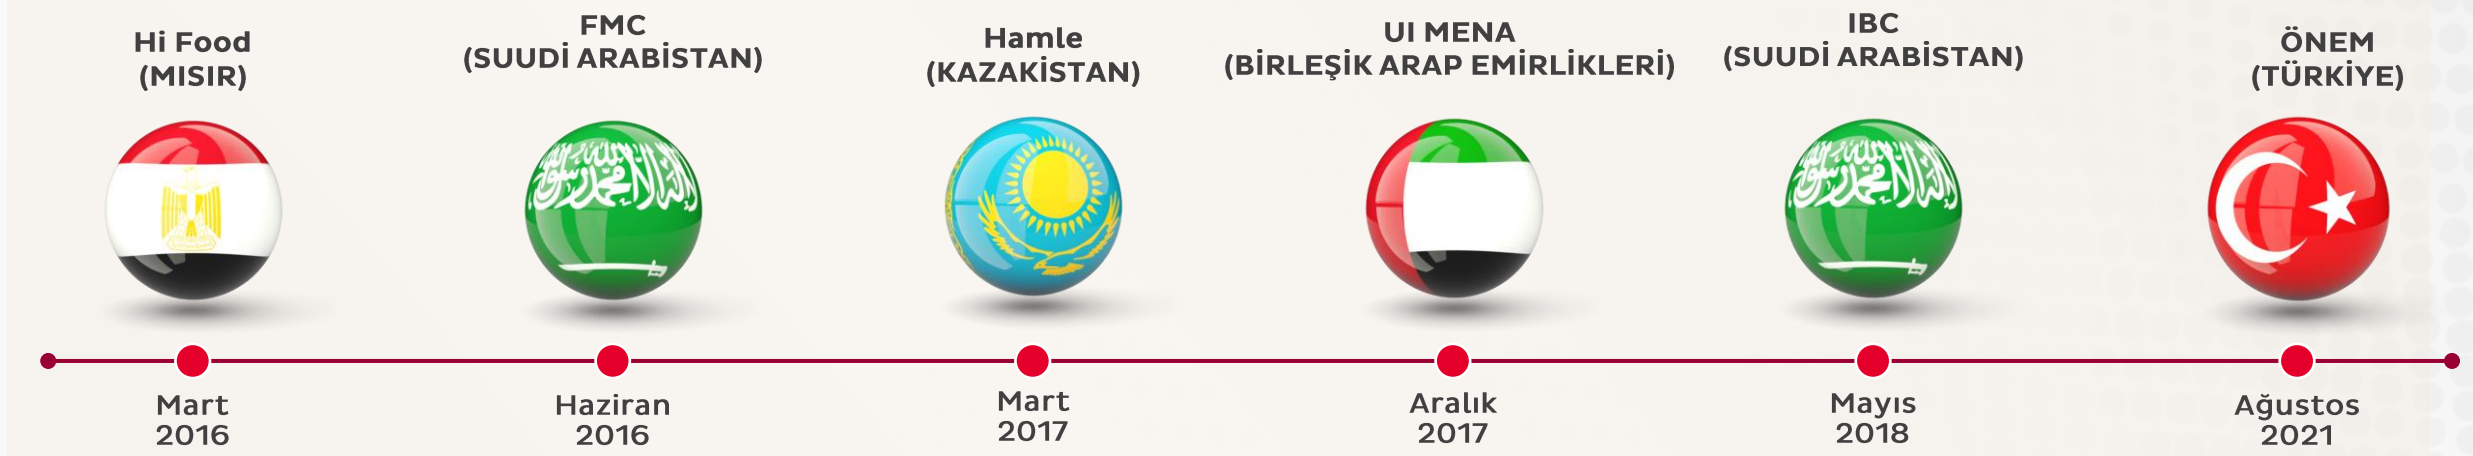 Hi Food
(MISIR)
FMC
(SUUDİ ARABİSTAN)
Hamle
(KAZAKİSTAN)
UI MENA
(BİRLEŞİK ARAP EMİRLİKLERİ)
IBC
(SUUDİ ARABİSTAN)
ÖNEM
(TÜRKİYE)
Mart
2016
Haziran
2016
Mart
2017
Aralık
2017
Mayıs
2018
Ağustos
2021